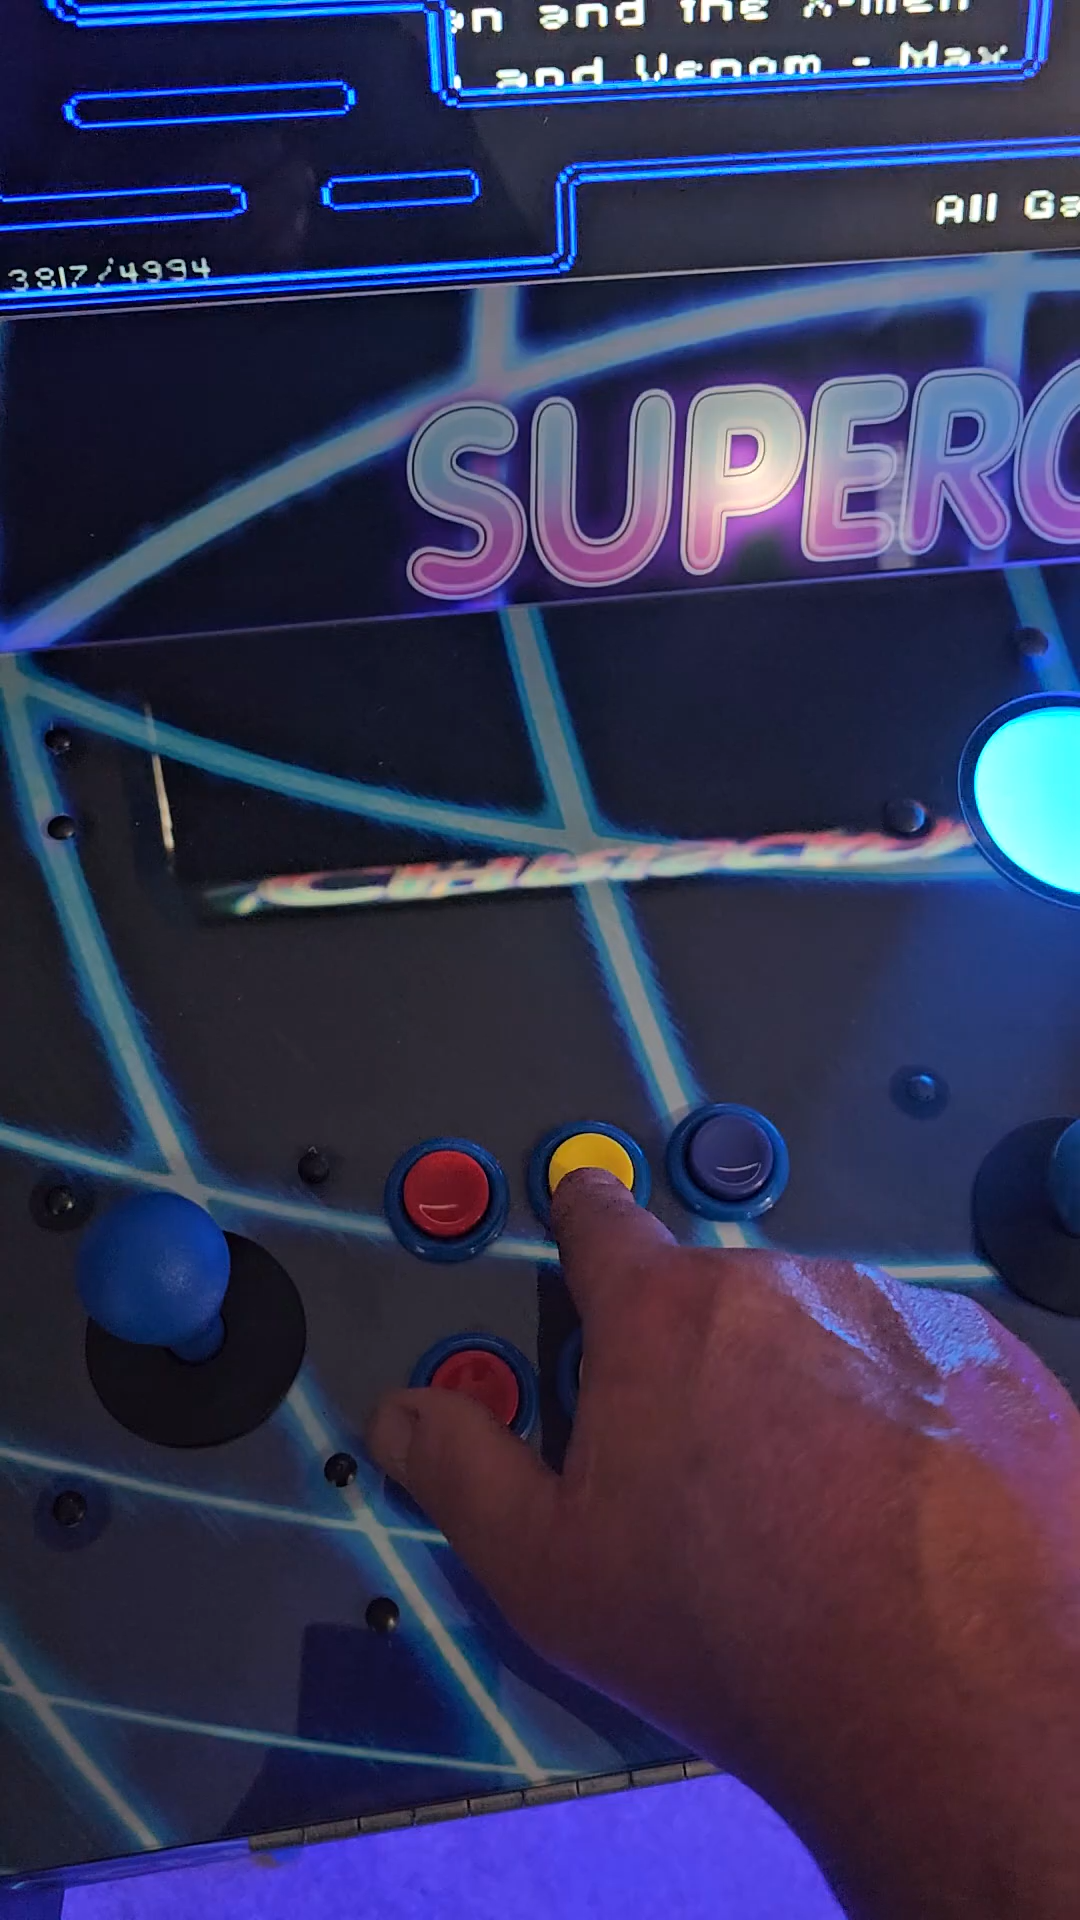 and the X-men
and Venom - Max
All Ga
3817/4994
SUPERC